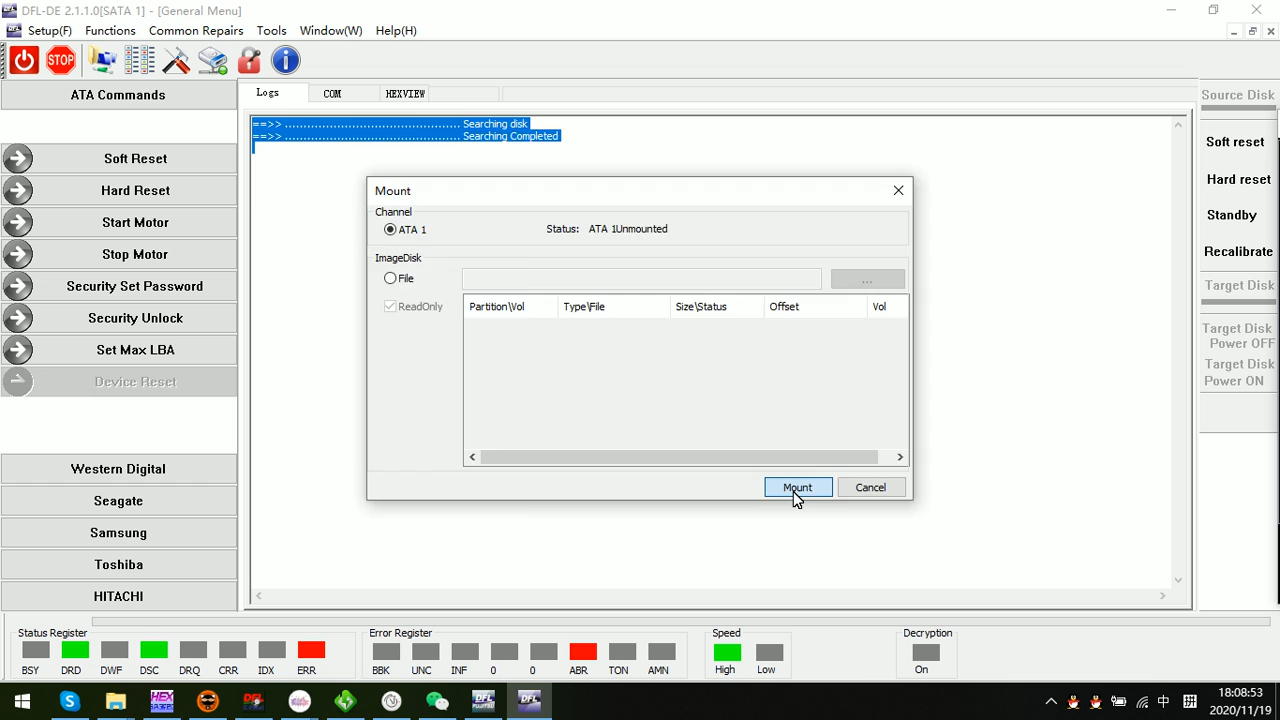 DFL-DE 2.1.1.0[SATA 1] - [General Menu]
Setup(F) Functions Common Repairs Tools Window(W) Help(H)
STOP
ATA Commands
Soft Reset
Hard Reset
Start Motor
Stop Motor
Security Set Password
Security Unlock
Set Max LBA
Device Reset
Western Digital
Seagate
Samsung
Toshiba
HITACHI
Logs COM HEXVIEW
==>> ............................................... Searching disk
==>> ............................................... Searching Completed
Mount
Channel
ATA 1 Status: ATA 1Unmounted
ImageDisk
File ...
ReadOnly
Partition\Vol Type\File Size\Status Offset Vol
Mount Cancel
Source Disk
Soft reset
Hard reset
Standby
Recalibrate
Target Disk
Target Disk
Power OFF
Target Disk
Power ON
Status Register Error Register Speed Decryption
BSY DRD DWF DSC DRQ CRR IDX ERR BBK UNC INF 0 0 ABR TON AMN High Low On
HEX
DFL
DFL
DFL
中
拼
18:08:53
2020/11/19